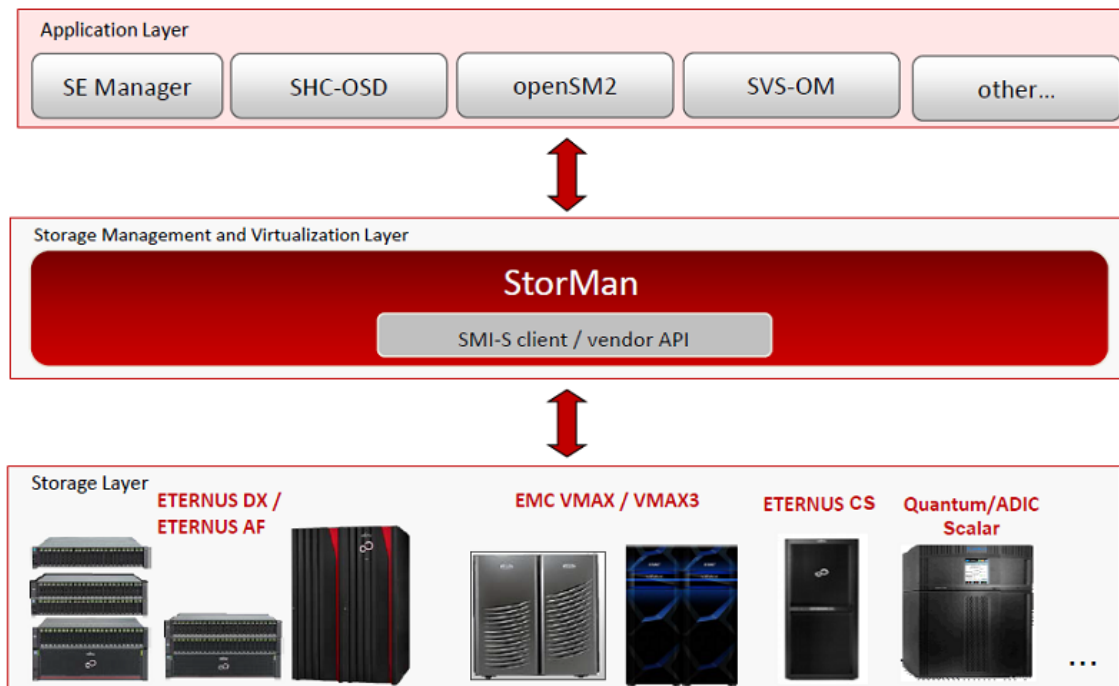 Application Layer
SE Manager
SHC-OSD
openSM2
SVS-OM
other...
Storage Management and Virtualization Layer
StorMan
SMI-S client / vendor API
Storage Layer
ETERNUS DX /
ETERNUS AF
EMC VMAX / VMAX3
ETERNUS CS
Quantum/ADIC
Scalar
...